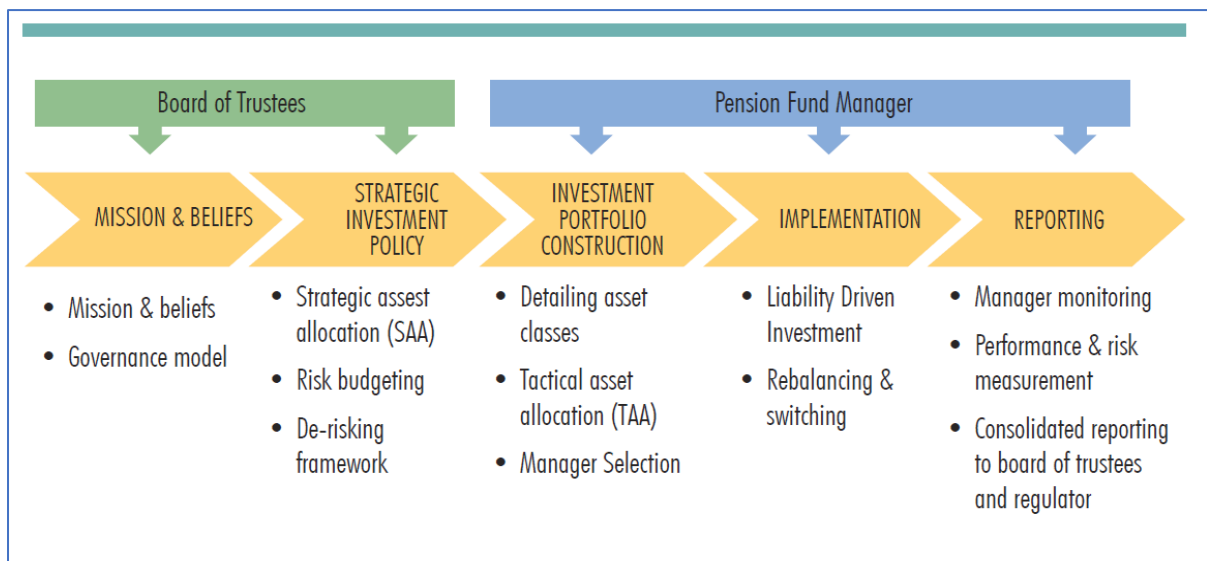 Board of Trustees
Pension Fund Manager
MISSION & BELIEFS
STRATEGIC
INVESTMENT
POLICY
INVESTMENT
PORTFOLIO
CONSTRUCTION
IMPLEMENTATION
REPORTING
• Mission & beliefs
• Governance model
• Strategic assest
allocation (SAA)
• Risk budgeting
• De-risking
framework
• Detailing asset
classes
• Tactical asset
allocation (TAA)
• Manager Selection
• Liability Driven
Investment
• Rebalancing &
switching
• Manager monitoring
• Performance & risk
measurement
• Consolidated reporting
to board of trustees
and regulator